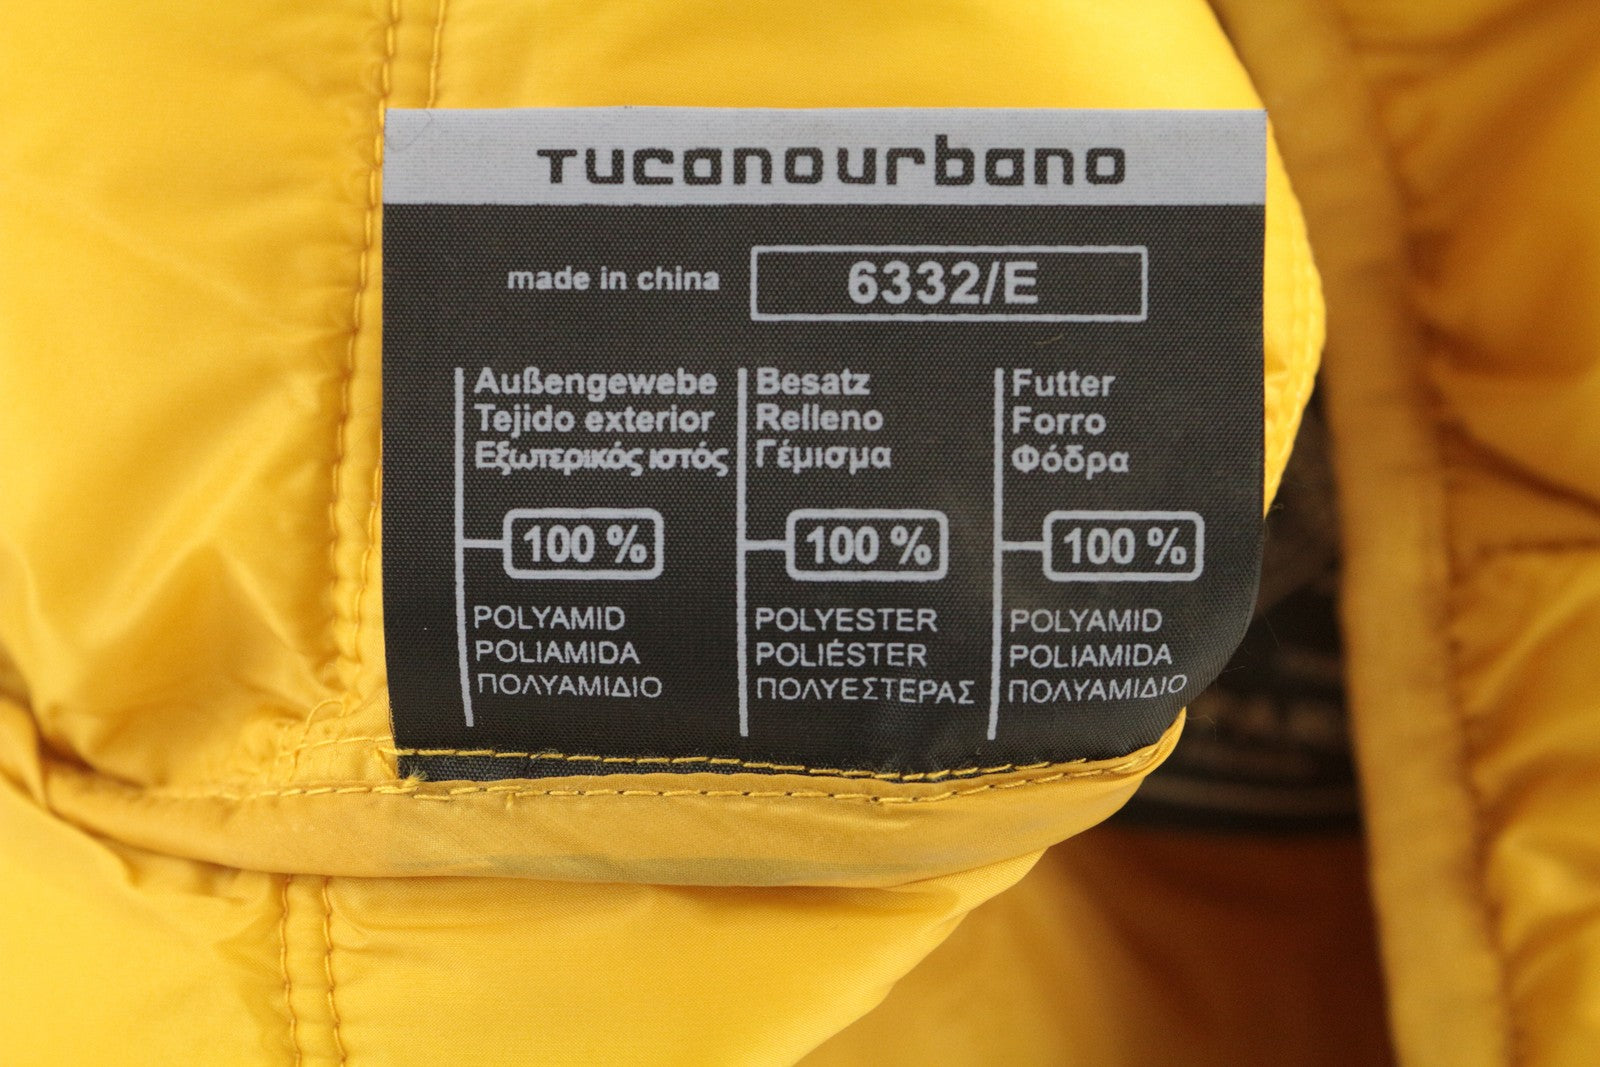 TUCANOURBANO
made in china 6332/E
Außengewebe
Tejido exterior
Εξωτερικός ιστός
100 %
POLYAMID
POLIAMIDA
ΠΟΛΥΑΜΙΔΙΟ
Besatz
Relleno
Γέμισμα
100 %
POLYESTER
POLIÉSTER
ΠΟΛΥΕΣΤΕΡΑΣ
Futter
Forro
Φόδρα
100 %
POLYAMID
POLIAMIDA
ΠΟΛΥΑΜΙΔΙΟ